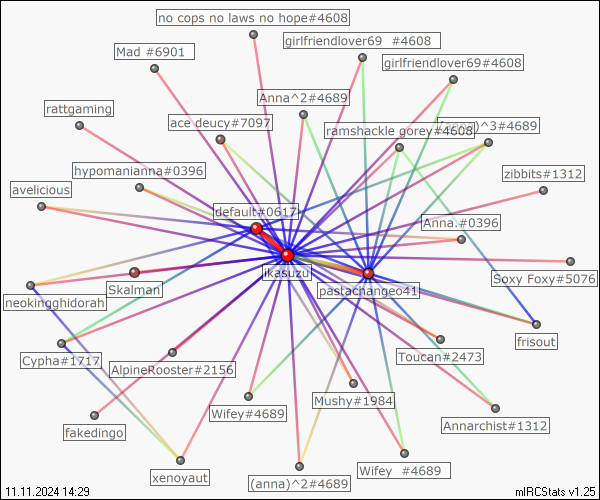 no cops no laws no hope#4608
girlfriendlover69  #4608
Mad #6901
girlfriendlover69#4608
Anna^2#4689
rattgaming
ace deucy#7097
ramshackle gorey#4608
)^3#4689
hypomanianna#0396
zibbits#1312
avelicious
default#0617
Anna.#0396
ikasuzu
Soxy Foxy#5076
pastachangeo41
Skalman
neokingghidorah
frisout
Cypha#1717
Toucan#2473
AlpineRooster#2156
Mushy#1984
Wifey#4689
Annarchist#1312
fakedingo
Wifey  #4689
xenoyaut
(anna)^2#4689
11.11.2024 14:29
mIRCStats v1.25